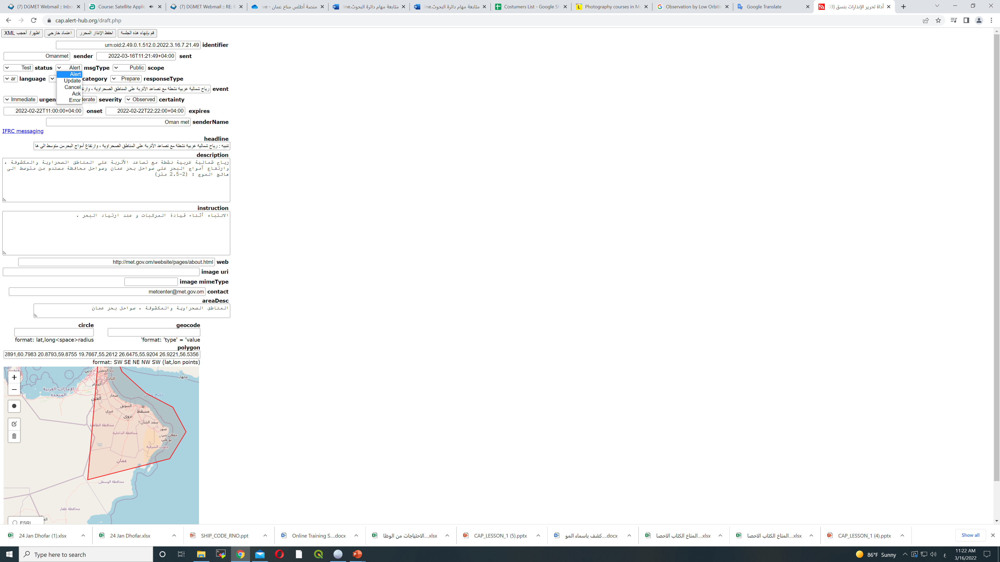 (7) DGMET Webmail :: Inbo
Course: Satellite Applic
(7) DGMET Webmail :: RE: R
منصة أطلس مناخ عمان - ive
متابعة مهام دائرة البحوث.line
متابعة مهام دائرة البحوث.line
Costumers List - Google Sh
Photography courses in Mu
Observation by Low Orbitin
Google Translate
أداة تحرير الإنذارات بنسق (03
cap.alert-hub.org/draft.php
اظهر/ أحجب XML
اعتماد خارجي
احفظ الإنذار المحرر
قم بإنهاء هذه الجلسة
urn:oid:2.49.0.1.512.0.2022.3.16.7.21.49 identifier
Omanmet sender 2022-03-16T11:21:49+04:00 sent
Test status Alert msgType Public scope
Alert
Update
Cancel
Ack
Error
ar language category Prepare responseType
رياح شمالية غربية نشطة مع تصاعد الأتربة على المناطق الصحراوية ، وارتف event
Immediate urgen derate severity Observed certainty
2022-02-22T11:00:00+04:00 onset 2022-02-22T22:22:00+04:00 expires
Oman met senderName
IFRC messaging
headline
تنبيه : رياح شمالية غربية نشطة مع تصاعد الأتربة على المناطق الصحراوية ، وارتفاع أمواج البحرمن متوسط الى ها
description
رياح شمالية غربية نشطة مع تصاعد الأتربة على المناطق الصحراوية والمكشوفة ،
وارتفاع أمواج البحر على سواحل بحر عمان وسواحل محافظة مسندم من متوسط الى
هائج الموج : (2-2.5 متر)
instruction
الانتباه أثناء قيادة المركبات و عند ارتياد البحر .
http://met.gov.om/website/pages/about.html web
image uri
image mimeType
metcenter@met.gov.om contact
areaDesc
المناطق الصحراوية والمكشوفة ، سواحل بحر عمان
circle geocode
format: lat,long<space>radius 'format: 'type' = 'value
polygon
2891,60.7983 20.8793,59.8755 19.7667,55.2612 26.6475,55.9204 26.9221,56.5356
format: SW SE NE NW SW (lat,lon points)
دبي
دبا الحصن
كلباء
جابهار
المدام
الإمارات العربية
المتحدة
صحار
خليج عمان
العين
السويق
مسقط
عبري
نزوى
سمد الشأن
محافظة الظاهرة
صور
محافظة الداخلية
جعلان بني
بو علي
جنوب الشرقية
عمان
محافظة الوسطى
محافظة ظفار
+
−
ESRI
24 Jan Dhofar (1).xlsx
24 Jan Dhofar.xlsx
SHIP_CODE_RNO.ppt
Online Training S....docx
الاحتياجات من الوظا....xlsx
CAP_LESSON_1 (5).pptx
كشف باسماء المو....docx
المناخ الكتاب الاحصا....xlsx
المناخ الكتاب الاحصا....xlsx
CAP_LESSON_1 (4).pptx
Show all
Type here to search
86°F Sunny
ع
11:22 AM
3/16/2022